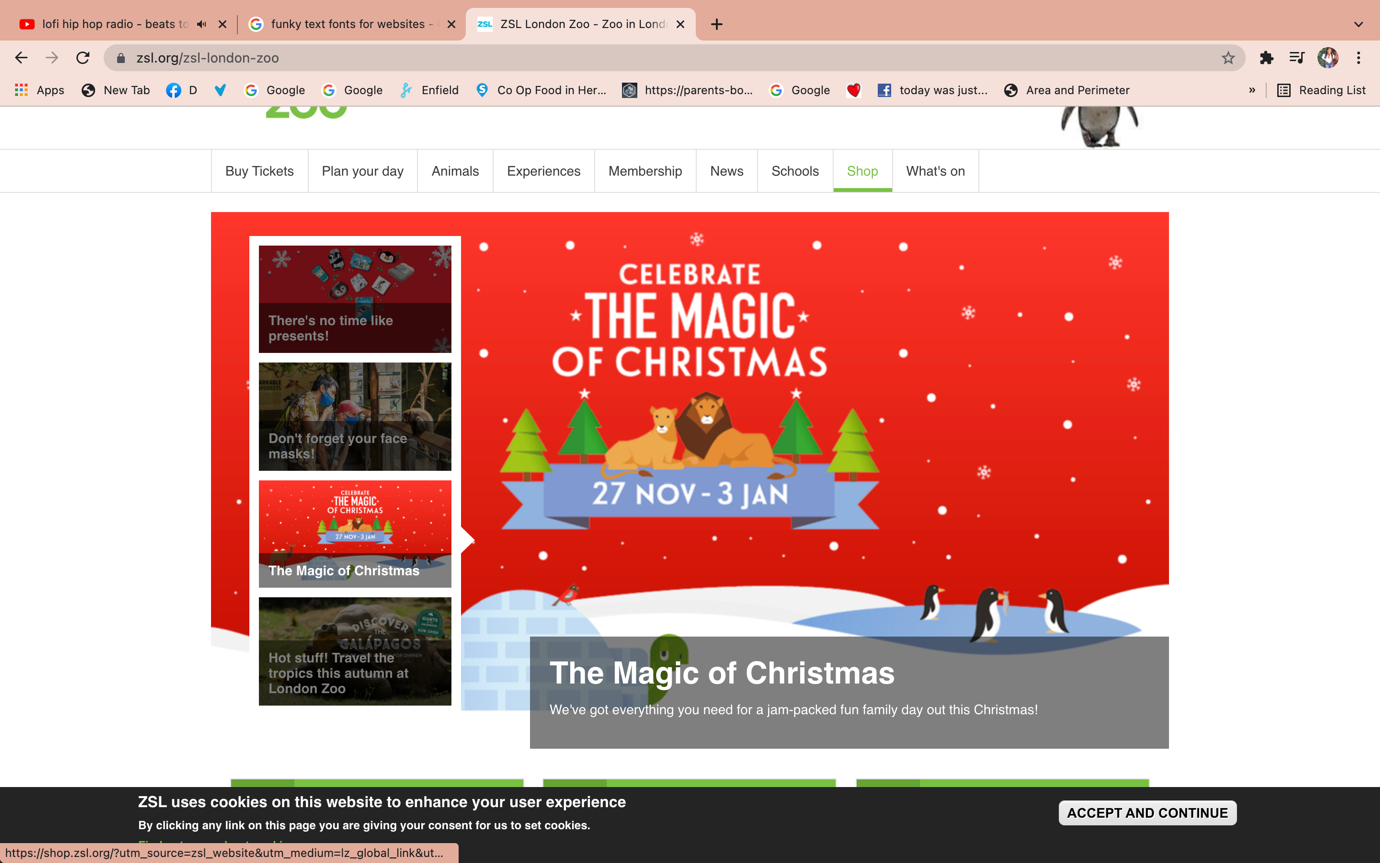 lofi hip hop radio - beats to
funky text fonts for websites -
ZSL London Zoo - Zoo in Lond
zsl.org/zsl-london-zoo
Apps
New Tab
D
Google
Google
Enfield
Co Op Food in Her...
https://parents-bo...
Google
today was just...
Area and Perimeter
»
Reading List
ZOO
Buy Tickets
Plan your day
Animals
Experiences
Membership
News
Schools
Shop
What's on
There's no time like
presents!
Don't forget your face
masks!
CELEBRATE
THE MAGIC
OF CHRISTMAS
27 NOV - 3 JAN
The Magic of Christmas
DISCOVER
THE
GALÁPAGOS
Hot stuff! Travel the
tropics this autumn at
London Zoo
CELEBRATE
THE MAGIC
OF CHRISTMAS
27 NOV - 3 JAN
The Magic of Christmas
We've got everything you need for a jam-packed fun family day out this Christmas!
ZSL uses cookies on this website to enhance your user experience
By clicking any link on this page you are giving your consent for us to set cookies.
ACCEPT AND CONTINUE
https://shop.zsl.org/?utm_source=zsl_website&utm_medium=lz_global_link&ut...